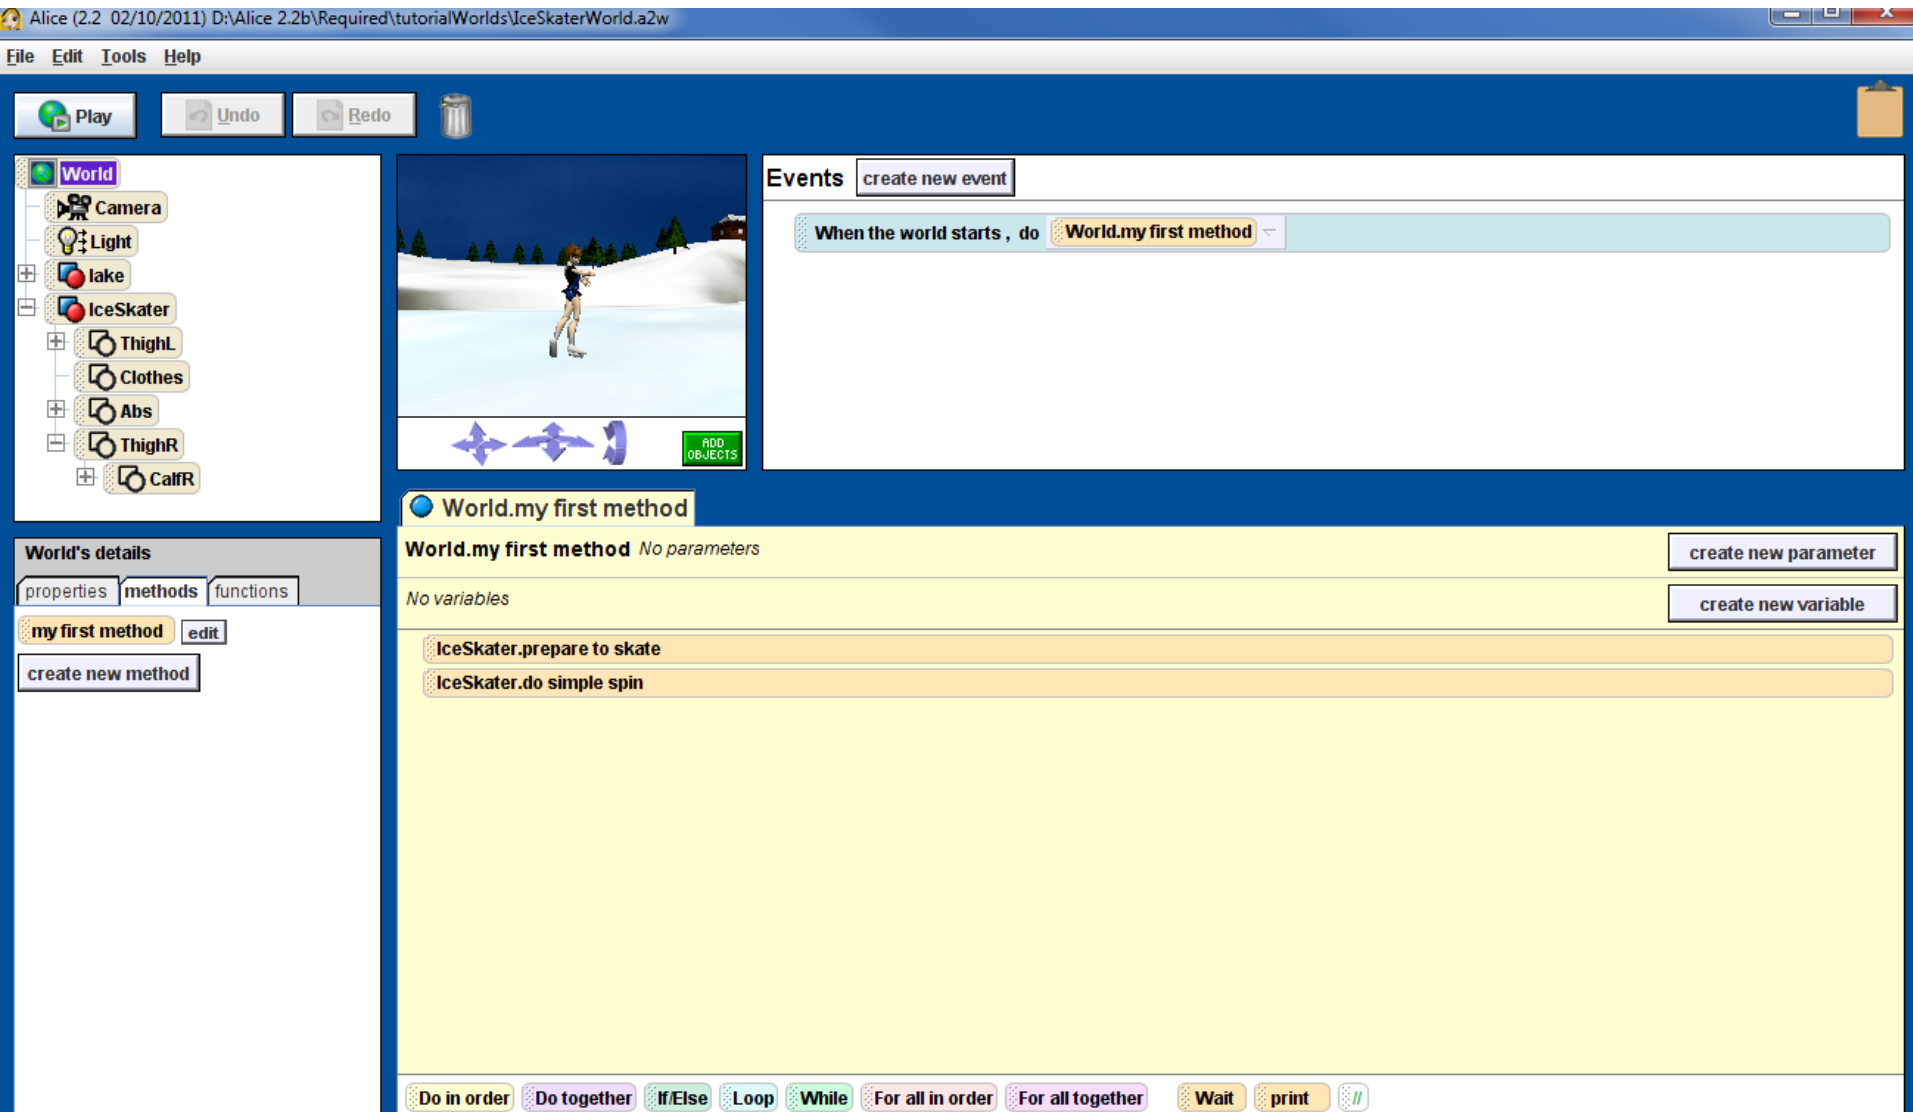 Alice (2.2 02/10/2011) D:\Alice 2.2b\Required\tutorialWorlds\IceSkaterWorld.a2w
File Edit Tools Help
Play Undo Redo
World
Camera
Light
lake
IceSkater
ThighL
Clothes
Abs
ThighR
CalfR
ADD
OBJECTS
Events create new event
When the world starts , do World.my first method
World's details
properties methods functions
my first method edit
create new method
World.my first method
World.my first method No parameters
create new parameter
No variables
create new variable
IceSkater.prepare to skate
IceSkater.do simple spin
Do in order Do together If/Else Loop While For all in order For all together Wait print //